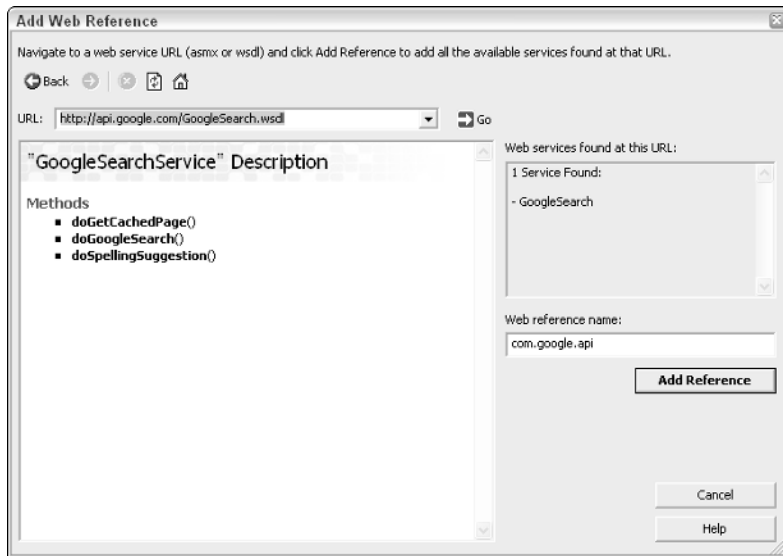 Add Web Reference
Navigate to a web service URL (asmx or wsdl) and click Add Reference to add all the available services found at that URL.
Back
URL: http://api.google.com/GoogleSearch.wsdl Go
"GoogleSearchService" Description
Methods
▪ doGetCachedPage()
▪ doGoogleSearch()
▪ doSpellingSuggestion()
Web services found at this URL:
1 Service Found:
- GoogleSearch
Web reference name:
com.google.api
Add Reference
Cancel
Help